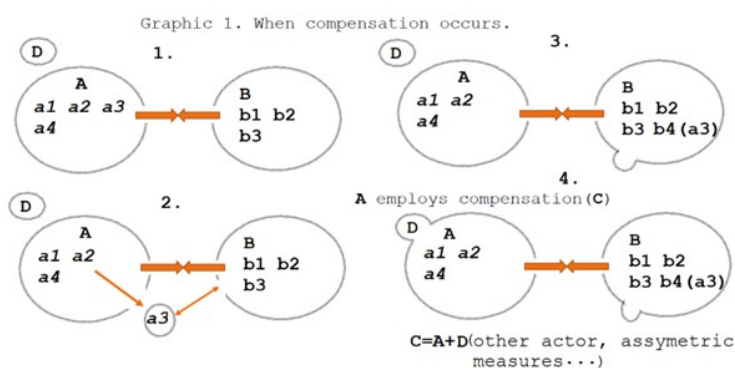 Graphic 1. When compensation occurs.
D
1.
A
a1 a2 a3
a4
B
b1 b2
b3
D
2.
A
a1 a2
a4
B
b1 b2
b3
a3
D
3.
A
a1 a2
a4
B
b1 b2
b3 b4(a3)
4.
A employs compensation(C)
D
A
a1 a2
a4
B
b1 b2
b3 b4(a3)
C=A+D(other actor, assymetric
measures···)